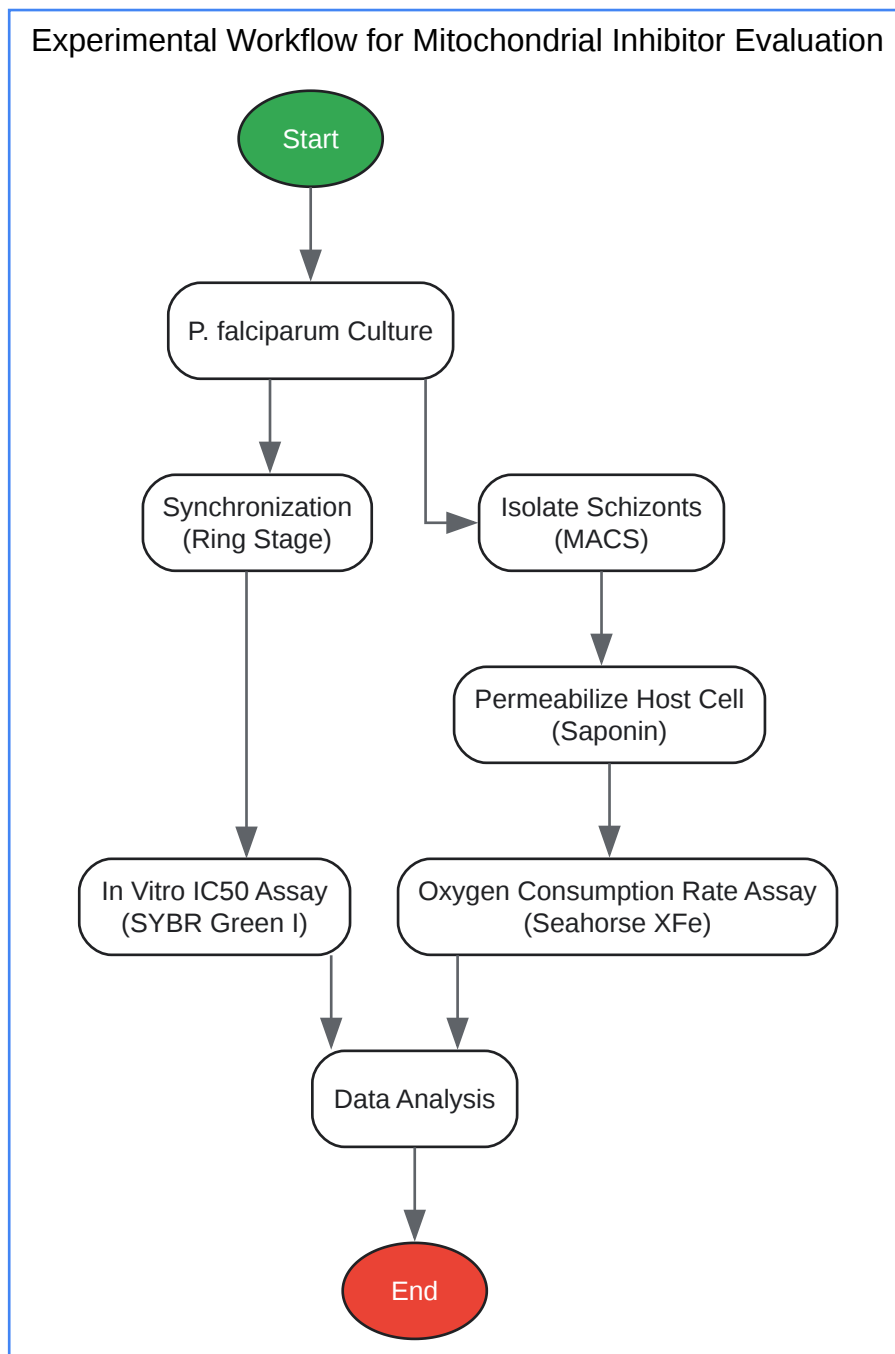 Experimental Workflow for Mitochondrial Inhibitor Evaluation
Start
P. falciparum Culture
Synchronization
(Ring Stage)
Isolate Schizonts
(MACS)
Permeabilize Host Cell
(Saponin)
In Vitro IC50 Assay
(SYBR Green I)
Oxygen Consumption Rate Assay
(Seahorse XFe)
Data Analysis
End